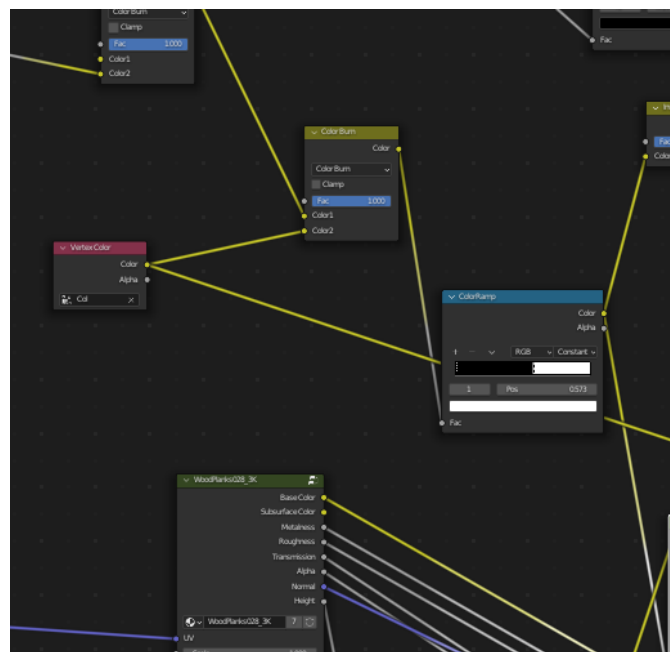 Color Burn
Clamp
Fac 1.000
Color1
Color2
Fac
Color Burn
Color
Color Burn
Clamp
Fac 1.000
Color1
Color2
Vertex Color
Color
Alpha
Col
ColorRamp
Color
Alpha
RGB Constant
1 Pos 0.573
Fac
WoodPlanks028_3K
Base Color
Subsurface Color
Metalness
Roughness
Transmission
Alpha
Normal
Height
WoodPlanks028_3K 7
UV